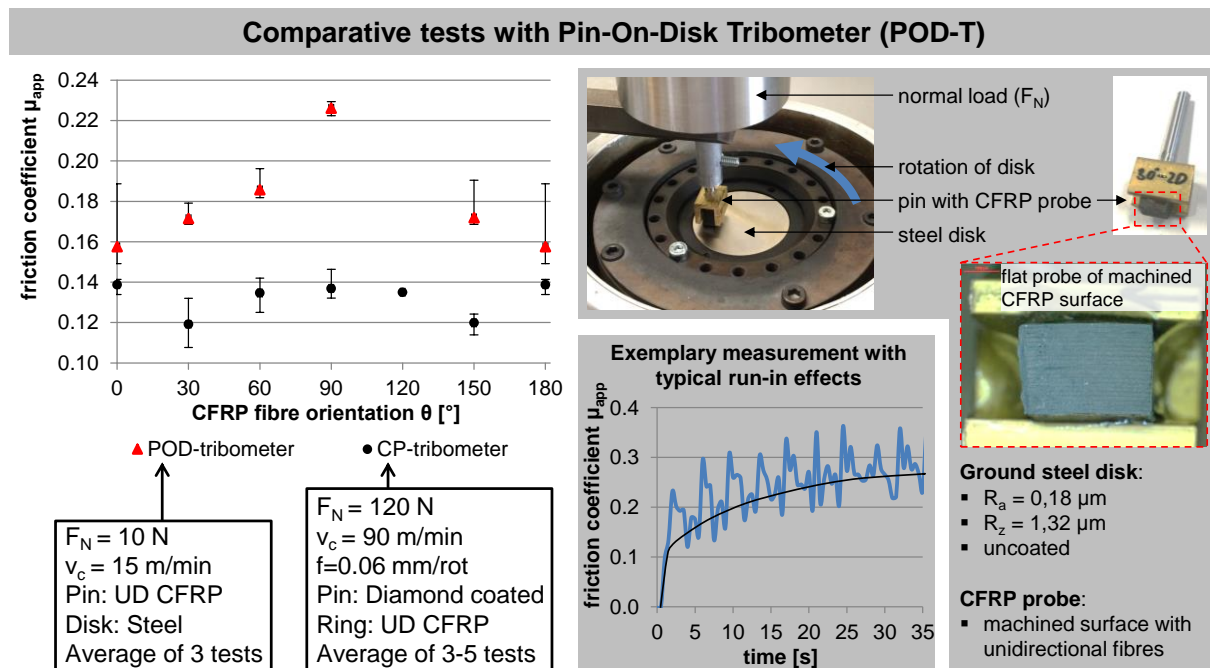 Comparative tests with Pin-On-Disk Tribometer (POD-T)
friction coefficient µapp
0.24
0.22
0.20
0.18
0.16
0.14
0.12
0.10
0
30
60
90
120
150
180
CFRP fibre orientation θ [°]
POD-tribometer
CP-tribometer
FN = 10 N
vc = 15 m/min
Pin: UD CFRP
Disk: Steel
Average of 3 tests
FN = 120 N
vc = 90 m/min
f=0.06 mm/rot
Pin: Diamond coated
Ring: UD CFRP
Average of 3-5 tests
normal load (FN)
rotation of disk
pin with CFRP probe
steel disk
30°-2D
flat probe of machined
CFRP surface
Exemplary measurement with
typical run-in effects
friction coefficient µapp
0.4
0.3
0.2
0.1
0.0
0
5
10
15
20
25
30
35
time [s]
Ground steel disk:
▪ Ra = 0,18 µm
▪ Rz = 1,32 µm
▪ uncoated
CFRP probe:
▪ machined surface with
unidirectional fibres